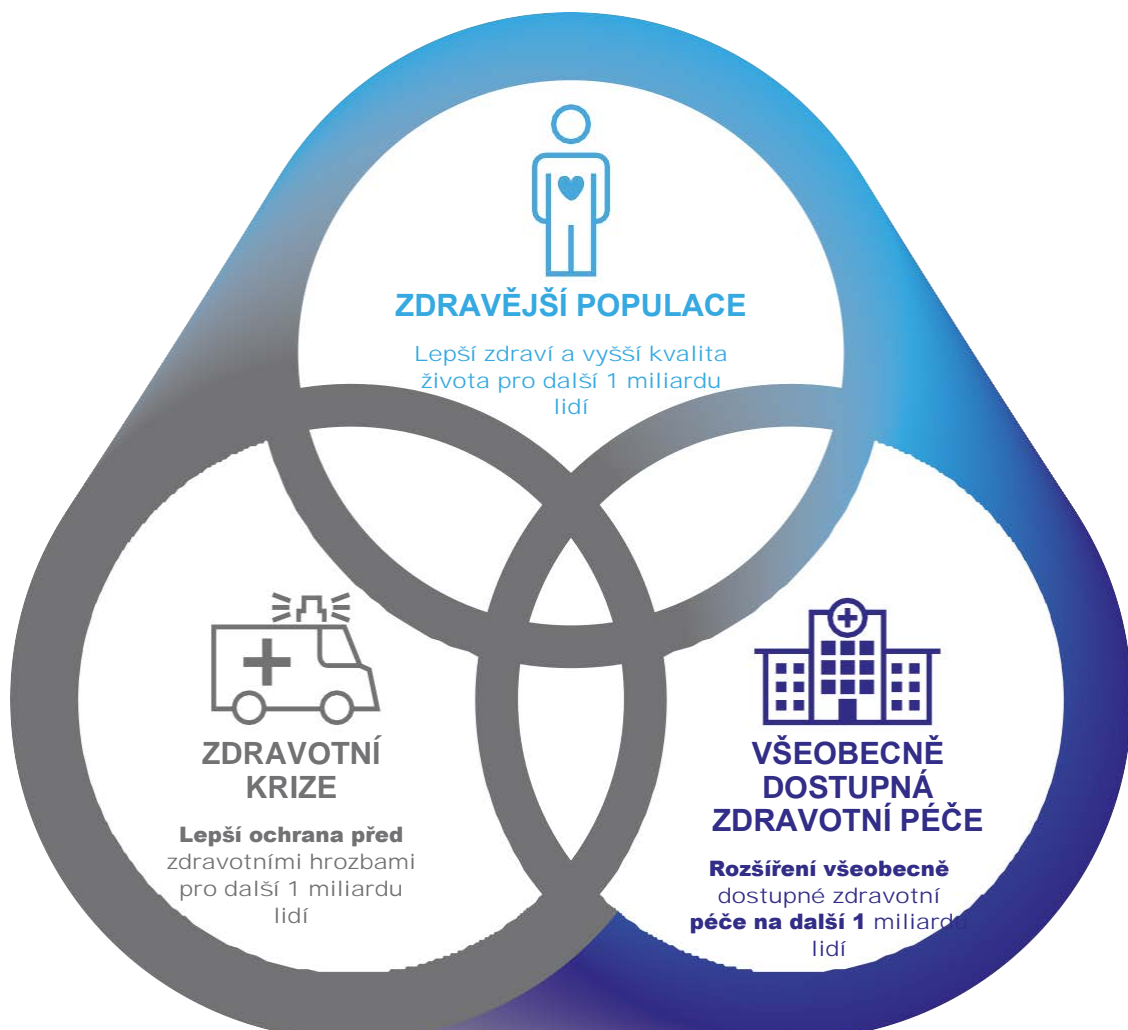 ZDRAVĚJŠÍ POPULACE
Lepší zdraví a vyšší kvalita
života pro další 1 miliardu
lidí
ZDRAVOTNÍ
KRIZE
Lepší ochrana před
zdravotními hrozbami
pro další 1 miliardu
lidí
VŠEOBECNĚ
DOSTUPNÁ
ZDRAVOTNÍ PÉČE
Rozšíření všeobecně
dostupné zdravotní
péče na další 1 miliardu
lidí